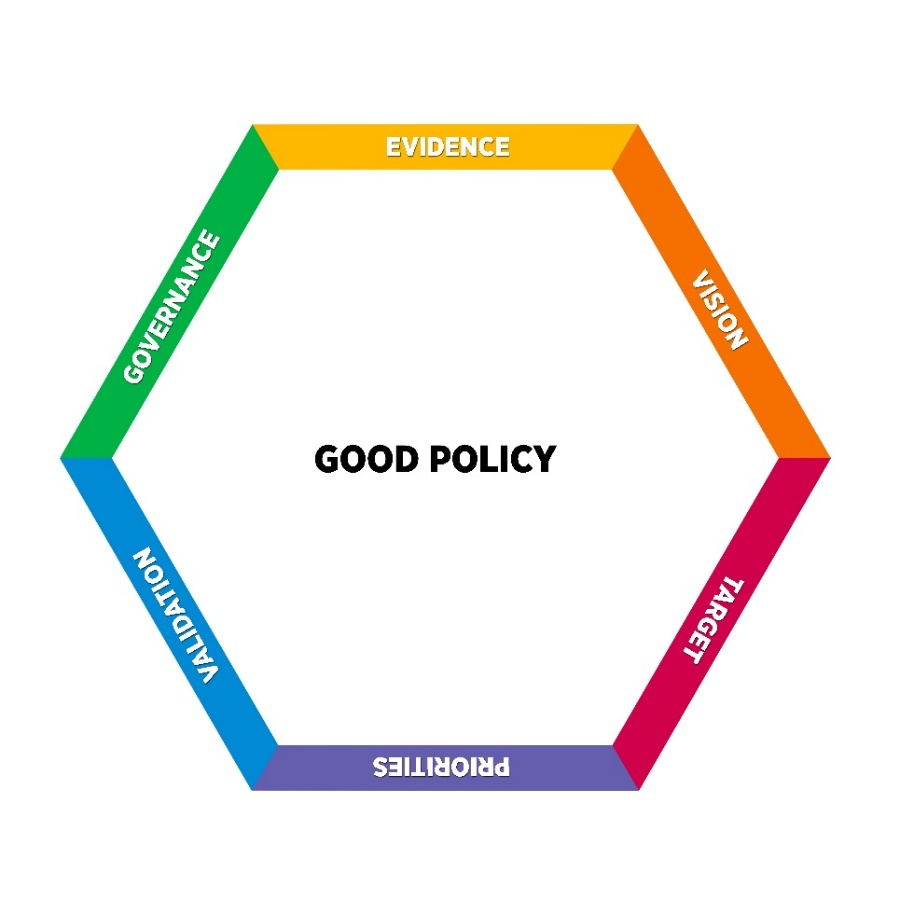 EVIDENCE
VISION
TARGET
PRIORITIES
VALIDATION
GOVERNANCE
GOOD POLICY